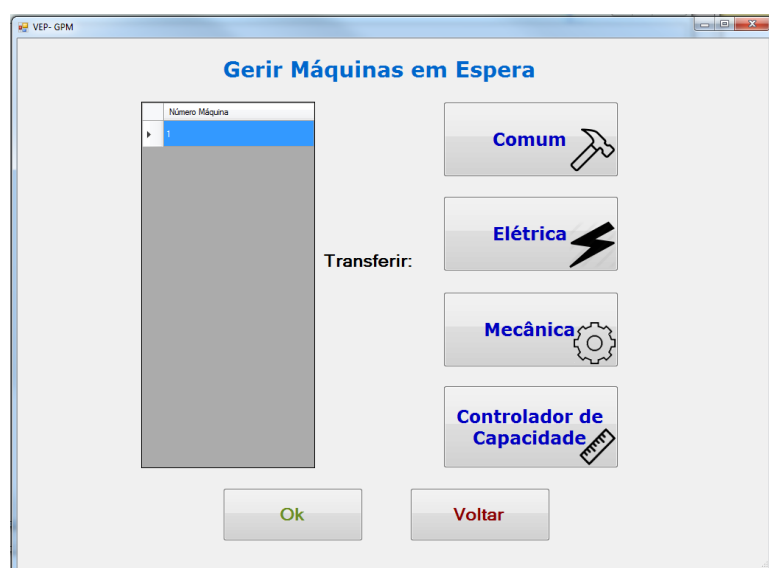 VEP- GPM
Gerir Máquinas em Espera
Número Máquina
1
Comum
Elétrica
Transferir:
Mecânica
Controlador de
Capacidade
Ok
Voltar